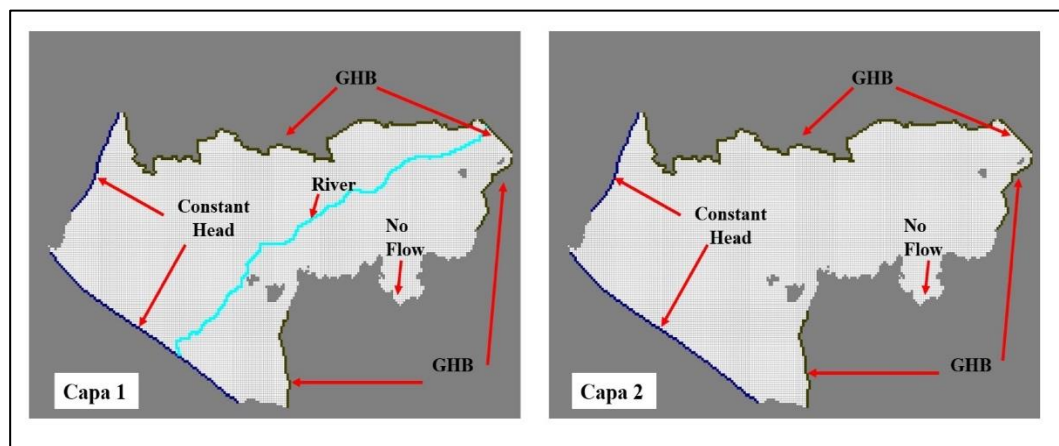 GHB
River
Constant
Head
No
Flow
GHB
Capa 1
GHB
Constant
Head
No
Flow
GHB
Capa 2